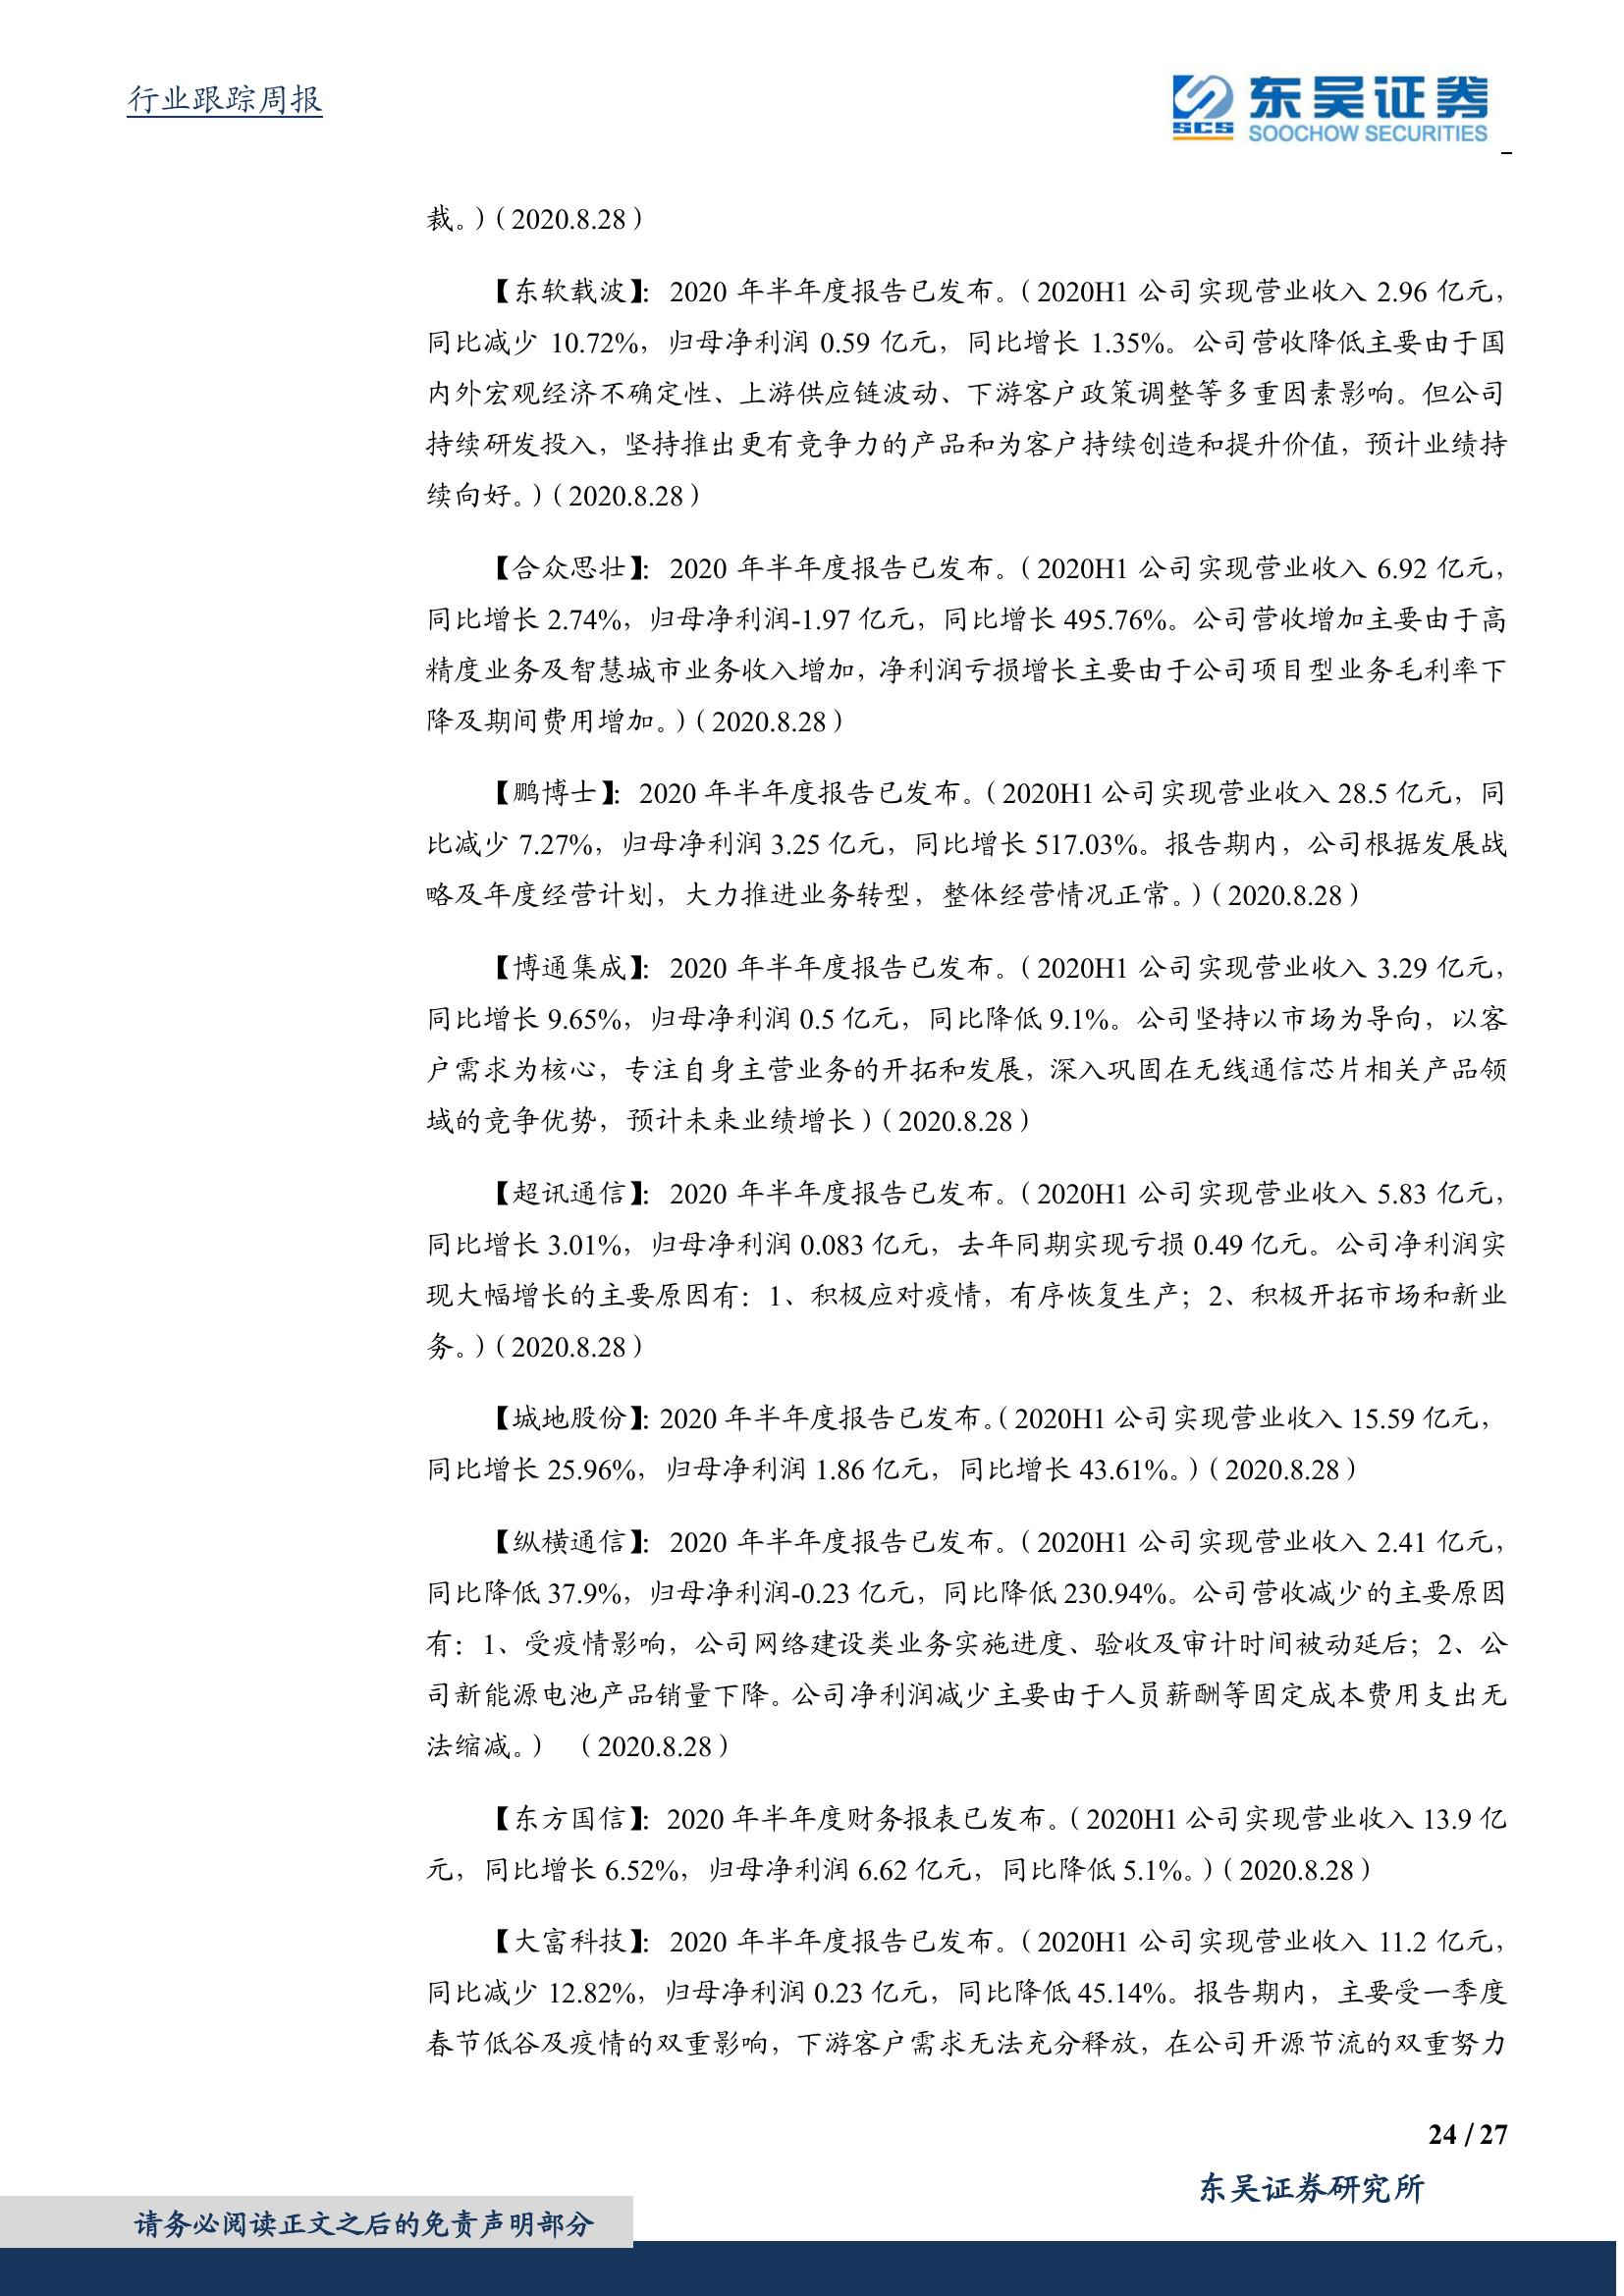 行业跟踪周报
东吴证券
SCS
SOOCHOW SECURITIES
裁。)(2020.8.28)
【东软载波】：2020 年半年度报告已发布。(2020H1 公司实现营业收入 2.96 亿元，
同比减少 10.72%，归母净利润 0.59 亿元，同比增长 1.35%。公司营收降低主要由于国
内外宏观经济不确定性、上游供应链波动、下游客户政策调整等多重因素影响。但公司
持续研发投入，坚持推出更有竞争力的产品和为客户持续创造和提升价值，预计业绩持
续向好。)(2020.8.28)
【合众思壮】：2020 年半年度报告已发布。(2020H1 公司实现营业收入 6.92 亿元，
同比增长 2.74%，归母净利润-1.97 亿元，同比增长 495.76%。公司营收增加主要由于高
精度业务及智慧城市业务收入增加，净利润亏损增长主要由于公司项目型业务毛利率下
降及期间费用增加。)(2020.8.28)
【鹏博士】：2020 年半年度报告已发布。(2020H1 公司实现营业收入 28.5 亿元，同
比减少 7.27%，归母净利润 3.25 亿元，同比增长 517.03%。报告期内，公司根据发展战
略及年度经营计划，大力推进业务转型，整体经营情况正常。)(2020.8.28)
【博通集成】：2020 年半年度报告已发布。(2020H1 公司实现营业收入 3.29 亿元，
同比增长 9.65%，归母净利润 0.5 亿元，同比降低 9.1%。公司坚持以市场为导向，以客
户需求为核心，专注自身主营业务的开拓和发展，深入巩固在无线通信芯片相关产品领
域的竞争优势，预计未来业绩增长)(2020.8.28)
【超讯通信】：2020 年半年度报告已发布。(2020H1 公司实现营业收入 5.83 亿元，
同比增长 3.01%，归母净利润 0.083 亿元，去年同期实现亏损 0.49 亿元。公司净利润实
现大幅增长的主要原因有：1、积极应对疫情，有序恢复生产；2、积极开拓市场和新业
务。)(2020.8.28)
【城地股份】：2020 年半年度报告已发布。(2020H1 公司实现营业收入 15.59 亿元，
同比增长 25.96%，归母净利润 1.86 亿元，同比增长 43.61%。)(2020.8.28)
【纵横通信】：2020 年半年度报告已发布。(2020H1 公司实现营业收入 2.41 亿元，
同比降低 37.9%，归母净利润-0.23 亿元，同比降低 230.94%。公司营收减少的主要原因
有：1、受疫情影响，公司网络建设类业务实施进度、验收及审计时间被动延后；2、公
司新能源电池产品销量下降。公司净利润减少主要由于人员薪酬等固定成本费用支出无
法缩减。) (2020.8.28)
【东方国信】：2020 年半年度财务报表已发布。(2020H1 公司实现营业收入 13.9 亿
元，同比增长 6.52%，归母净利润 6.62 亿元，同比降低 5.1%。)(2020.8.28)
【大富科技】：2020 年半年度报告已发布。(2020H1 公司实现营业收入 11.2 亿元，
同比减少 12.82%，归母净利润 0.23 亿元，同比降低 45.14%。报告期内，主要受一季度
春节低谷及疫情的双重影响，下游客户需求无法充分释放，在公司开源节流的双重努力
24 / 27
东吴证券研究所
请务必阅读正文之后的免责声明部分